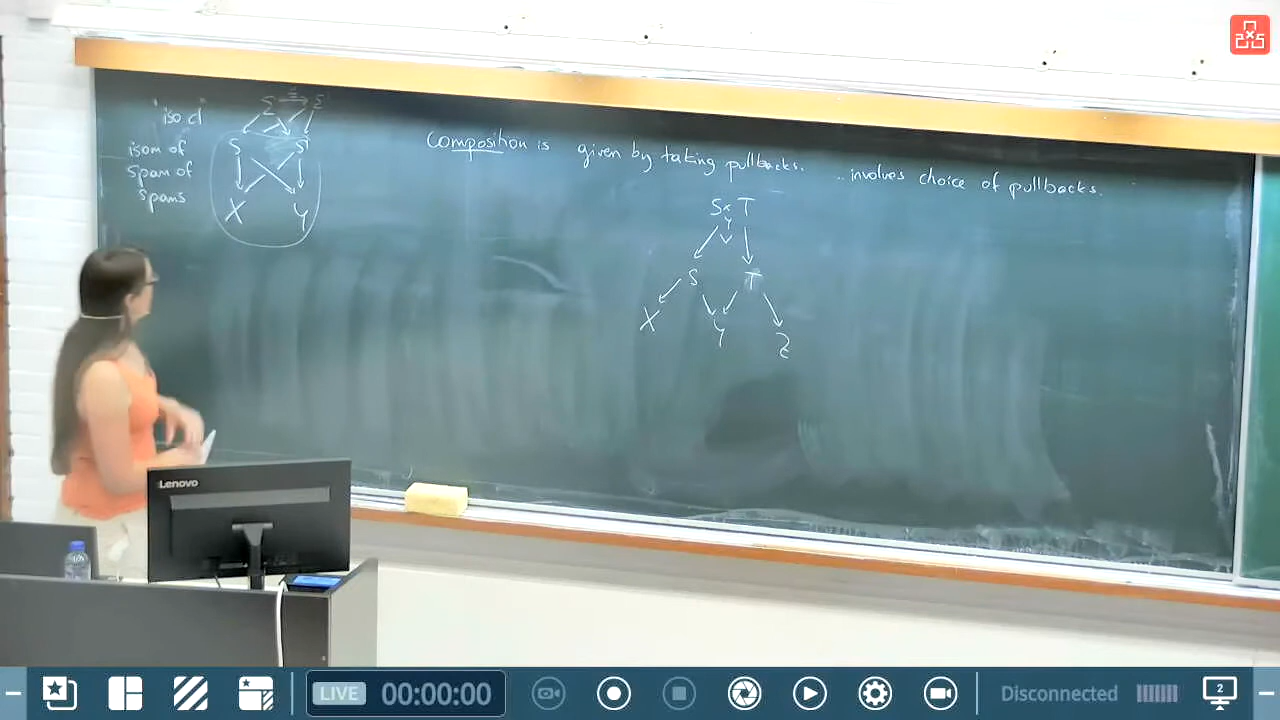 "iso cl"
isom of
span of
spans
Σ ≅ Σ
S S'
X Y
Composition is given by taking pullbacks. ..involves choice of pullbacks.
S×T
Y
S T
X Y Z
Lenovo
LIVE 00:00:00
Disconnected
2